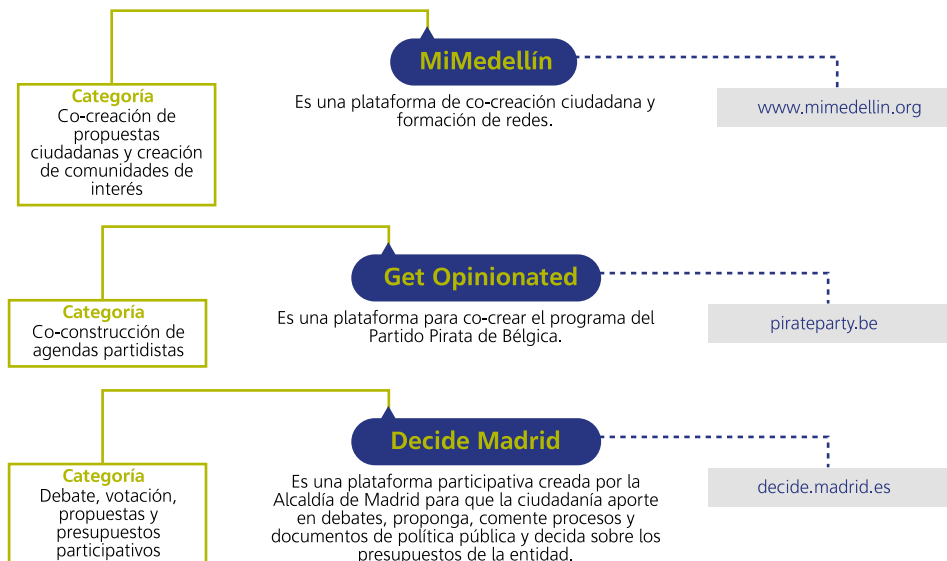 MiMedellín
Es una plataforma de co-creación ciudadana y
formación de redes.
www.mimedellin.org
Categoría
Co-creación de
propuestas
ciudadanas y creación
de comunidades de
interés
Get Opinionated
Es una plataforma para co-crear el programa del
Partido Pirata de Bélgica.
pirateparty.be
Categoría
Co-construcción de
agendas partidistas
Decide Madrid
Es una plataforma participativa creada por la
Alcaldía de Madrid para que la ciudadanía aporte
en debates, proponga, comente procesos y
documentos de política pública y decida sobre los
presupuestos de la entidad.
decide.madrid.es
Categoría
Debate, votación,
propuestas y
presupuestos
participativos